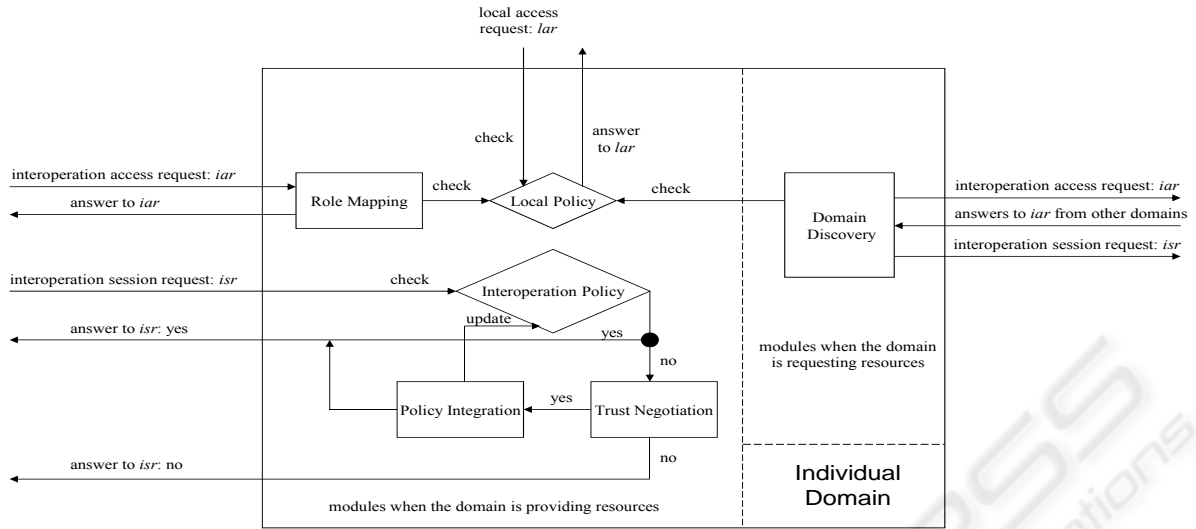 local access
request: lar
check
answer
to lar
interoperation access request: iar
answer to iar
Role Mapping
check
Local Policy
check
Domain
Discovery
interoperation access request: iar
answers to iar from other domains
interoperation session request: isr
interoperation session request: isr
check
Interoperation Policy
update
answer to isr: yes
yes
no
modules when the domain
is requesting resources
Policy Integration
yes
Trust Negotiation
answer to isr: no
no
modules when the domain is providing resources
Individual
Domain